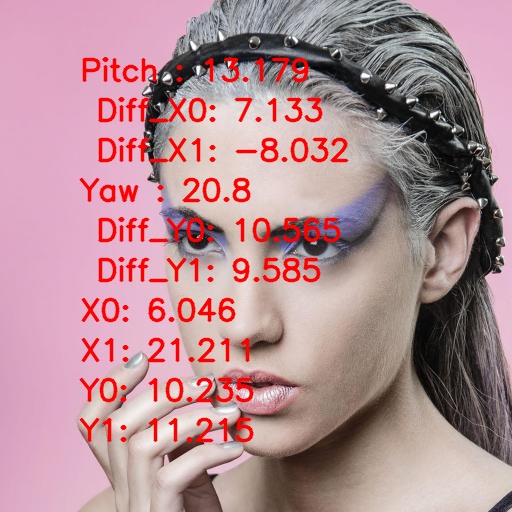 Pitch : 13.179
Diff_X0: 7.133
Diff_X1: -8.032
Yaw : 20.8
Diff_Y0: 10.565
Diff_Y1: 9.585
X0: 6.046
X1: 21.211
Y0: 10.235
Y1: 11.215